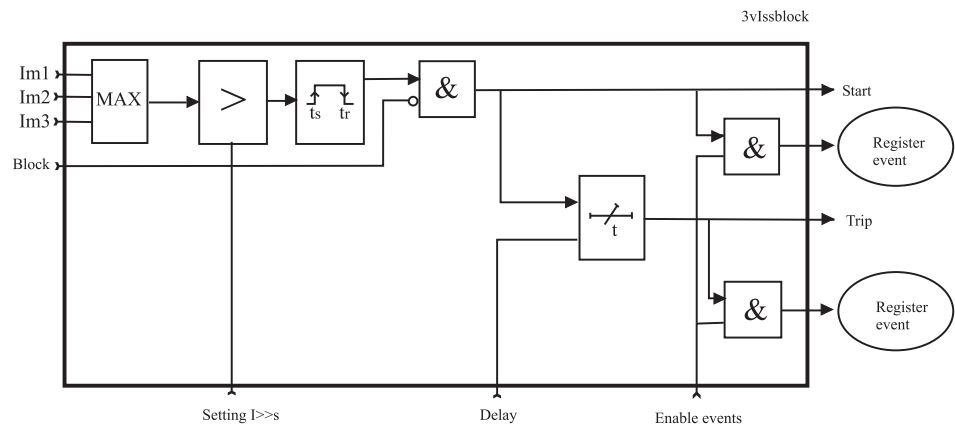 3vIssblock
Im1
Im2
Im3
MAX
>
ts
tr
&
Start
Block
&
Register
event
t
Trip
&
Register
event
Setting I>>s
Delay
Enable events